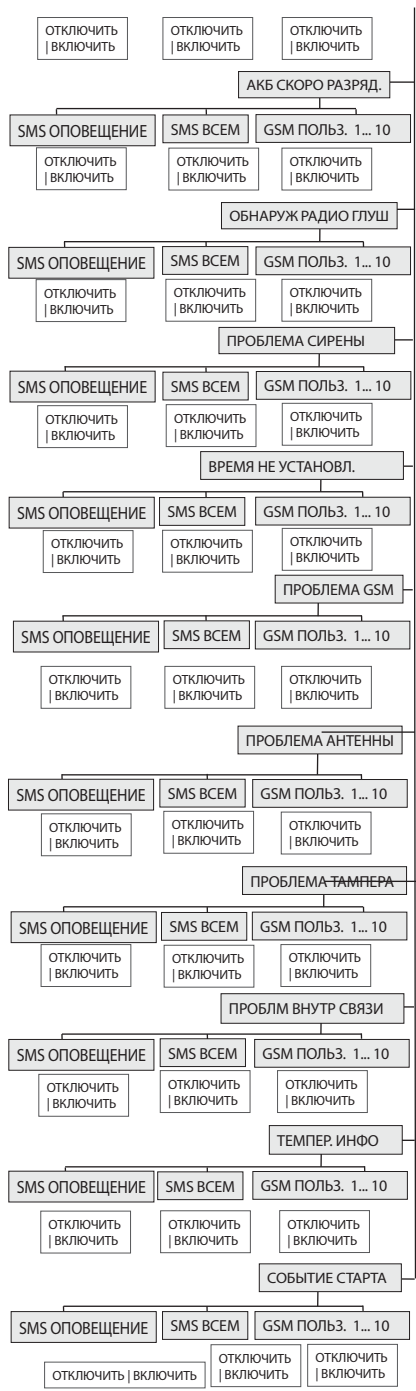 ОТКЛЮЧИТЬ ОТКЛЮЧИТЬ ОТКЛЮЧИТЬ
| ВКЛЮЧИТЬ | ВКЛЮЧИТЬ | ВКЛЮЧИТЬ
АКБ СКОРО РАЗРЯД.
SMS ОПОВЕЩЕНИЕ SMS ВСЕМ GSM ПОЛЬЗ. 1... 10
ОТКЛЮЧИТЬ ОТКЛЮЧИТЬ ОТКЛЮЧИТЬ
| ВКЛЮЧИТЬ | ВКЛЮЧИТЬ | ВКЛЮЧИТЬ
ОБНАРУЖ РАДИО ГЛУШ
SMS ОПОВЕЩЕНИЕ SMS ВСЕМ GSM ПОЛЬЗ. 1... 10
ОТКЛЮЧИТЬ ОТКЛЮЧИТЬ ОТКЛЮЧИТЬ
| ВКЛЮЧИТЬ | ВКЛЮЧИТЬ | ВКЛЮЧИТЬ
ПРОБЛЕМА СИРЕНЫ
SMS ОПОВЕЩЕНИЕ SMS ВСЕМ GSM ПОЛЬЗ. 1... 10
ОТКЛЮЧИТЬ ОТКЛЮЧИТЬ ОТКЛЮЧИТЬ
| ВКЛЮЧИТЬ | ВКЛЮЧИТЬ | ВКЛЮЧИТЬ
ВРЕМЯ НЕ УСТАНОВЛ.
SMS ОПОВЕЩЕНИЕ SMS ВСЕМ GSM ПОЛЬЗ. 1... 10
ОТКЛЮЧИТЬ ОТКЛЮЧИТЬ ОТКЛЮЧИТЬ
| ВКЛЮЧИТЬ | ВКЛЮЧИТЬ | ВКЛЮЧИТЬ
ПРОБЛЕМА GSM
SMS ОПОВЕЩЕНИЕ SMS ВСЕМ GSM ПОЛЬЗ. 1... 10
ОТКЛЮЧИТЬ ОТКЛЮЧИТЬ ОТКЛЮЧИТЬ
| ВКЛЮЧИТЬ | ВКЛЮЧИТЬ | ВКЛЮЧИТЬ
ПРОБЛЕМА АНТЕННЫ
SMS ОПОВЕЩЕНИЕ SMS ВСЕМ GSM ПОЛЬЗ. 1... 10
ОТКЛЮЧИТЬ ОТКЛЮЧИТЬ ОТКЛЮЧИТЬ
| ВКЛЮЧИТЬ | ВКЛЮЧИТЬ | ВКЛЮЧИТЬ
ПРОБЛЕМА ТАМПЕРА
SMS ОПОВЕЩЕНИЕ SMS ВСЕМ GSM ПОЛЬЗ. 1... 10
ОТКЛЮЧИТЬ ОТКЛЮЧИТЬ ОТКЛЮЧИТЬ
| ВКЛЮЧИТЬ | ВКЛЮЧИТЬ | ВКЛЮЧИТЬ
ПРОБЛМ ВНУТР СВЯЗИ
SMS ОПОВЕЩЕНИЕ SMS ВСЕМ GSM ПОЛЬЗ. 1... 10
ОТКЛЮЧИТЬ ОТКЛЮЧИТЬ ОТКЛЮЧИТЬ
| ВКЛЮЧИТЬ | ВКЛЮЧИТЬ | ВКЛЮЧИТЬ
ТЕМПЕР. ИНФО
SMS ОПОВЕЩЕНИЕ SMS ВСЕМ GSM ПОЛЬЗ. 1... 10
ОТКЛЮЧИТЬ ОТКЛЮЧИТЬ ОТКЛЮЧИТЬ
| ВКЛЮЧИТЬ | ВКЛЮЧИТЬ | ВКЛЮЧИТЬ
СОБЫТИЕ СТАРТА
SMS ОПОВЕЩЕНИЕ SMS ВСЕМ GSM ПОЛЬЗ. 1... 10
ОТКЛЮЧИТЬ | ВКЛЮЧИТЬ ОТКЛЮЧИТЬ ОТКЛЮЧИТЬ
| ВКЛЮЧИТЬ | ВКЛЮЧИТЬ